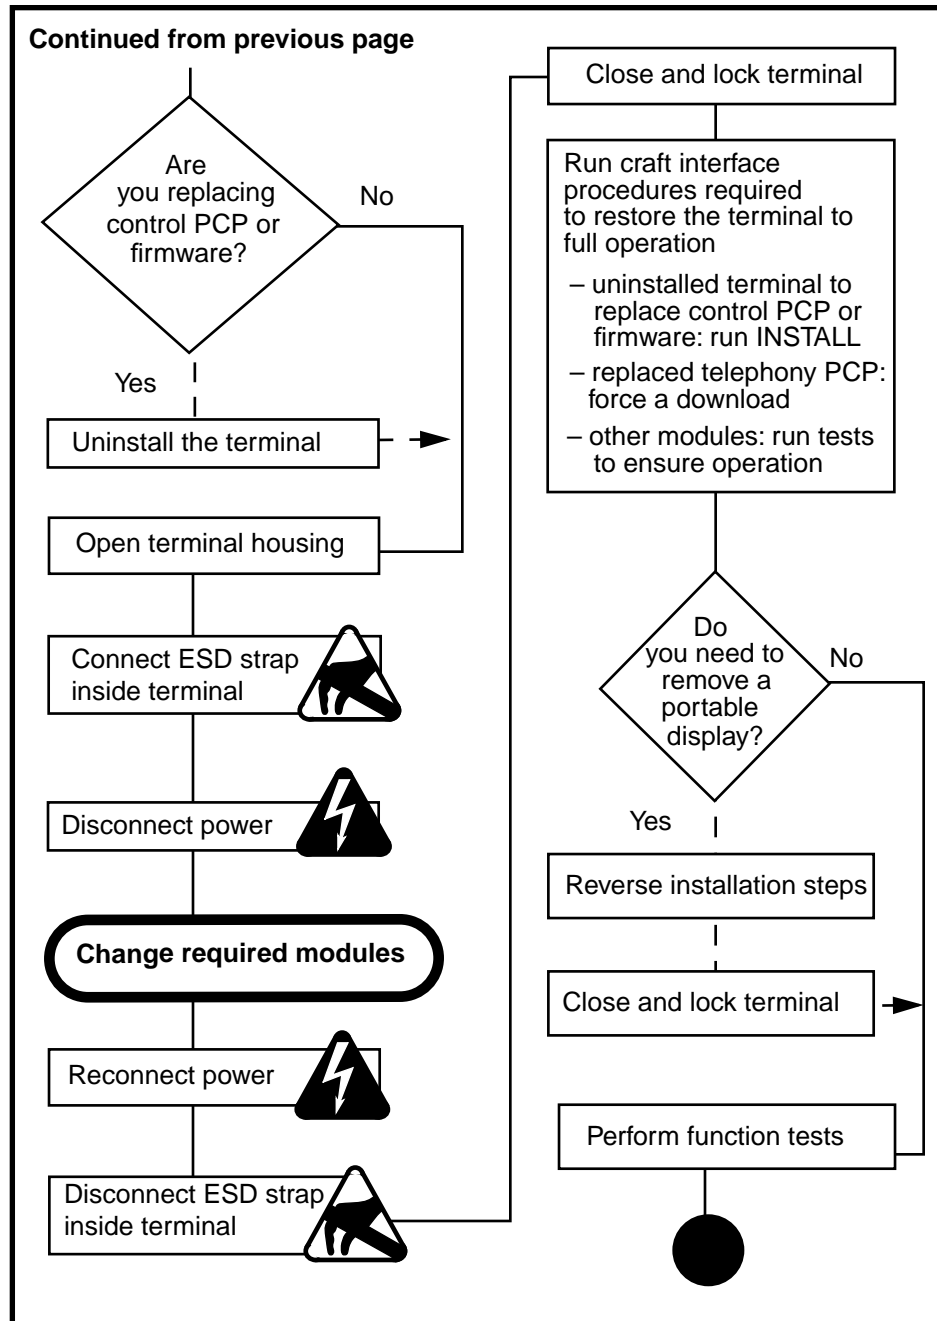 Continued from previous page
Are
you replacing
control PCP or
firmware?
No
Yes
Uninstall the terminal
Open terminal housing
Connect ESD strap
inside terminal
Disconnect power
Change required modules
Reconnect power
Disconnect ESD strap
inside terminal
Close and lock terminal
Run craft interface
procedures required
to restore the terminal to
full operation
– uninstalled terminal to
replace control PCP or
firmware: run INSTALL
– replaced telephony PCP:
force a download
– other modules: run tests
to ensure operation
Do
you need to
remove a
portable
display?
No
Yes
Reverse installation steps
Close and lock terminal
Perform function tests